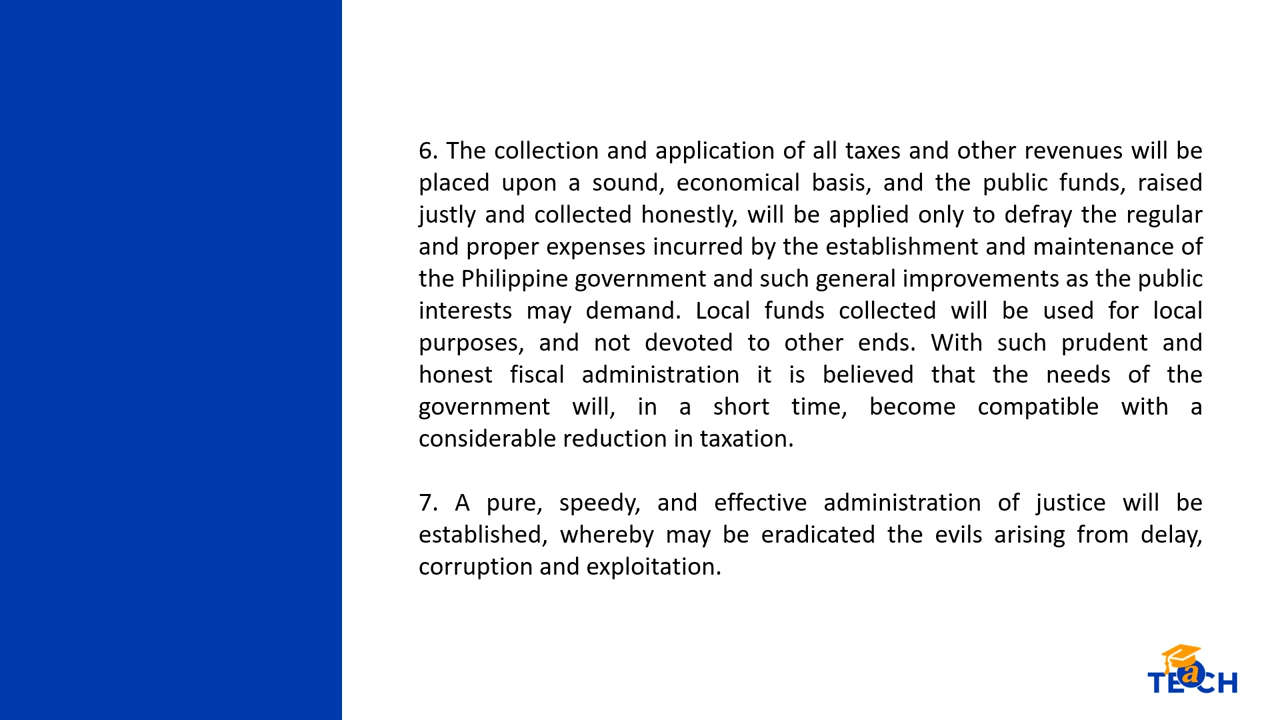 6. The collection and application of all taxes and other revenues will be
placed upon a sound, economical basis, and the public funds, raised
justly and collected honestly, will be applied only to defray the regular
and proper expenses incurred by the establishment and maintenance of
the Philippine government and such general improvements as the public
interests may demand. Local funds collected will be used for local
purposes, and not devoted to other ends. With such prudent and
honest fiscal administration it is believed that the needs of the
government will, in a short time, become compatible with a
considerable reduction in taxation.
7. A pure, speedy, and effective administration of justice will be
established, whereby may be eradicated the evils arising from delay,
corruption and exploitation.
TEaCH